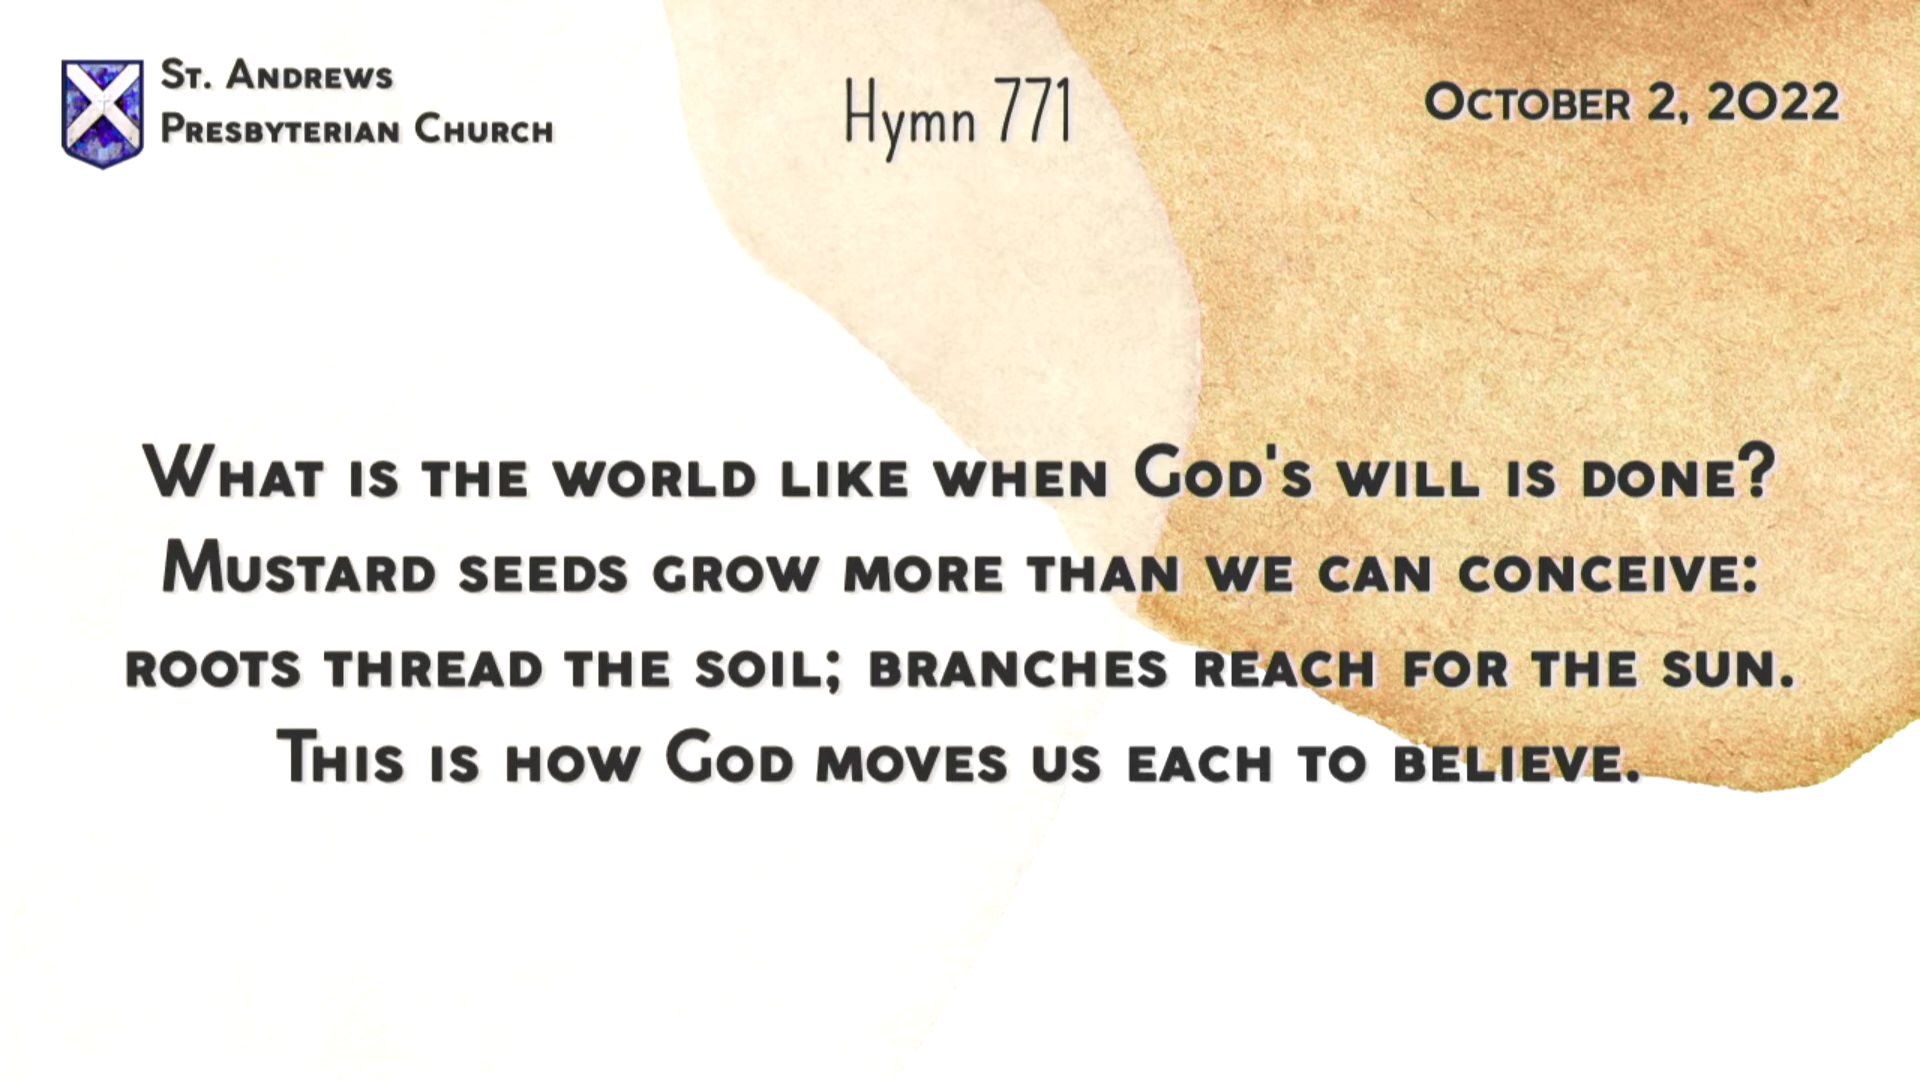 St. Andrews
Presbyterian Church
Hymn 771
October 2, 2022
What is the world like when God's will is done?
Mustard seeds grow more than we can conceive:
roots thread the soil; branches reach for the sun.
This is how God moves us each to believe.